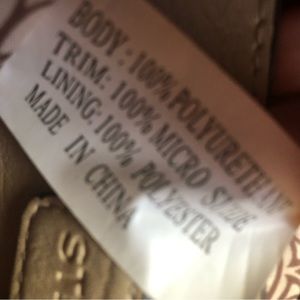 BODY : 100% POLYURETHANE
TRIM: 100% MICRO SUEDE
LINING: 100% POLYESTER
MADE IN CHINA